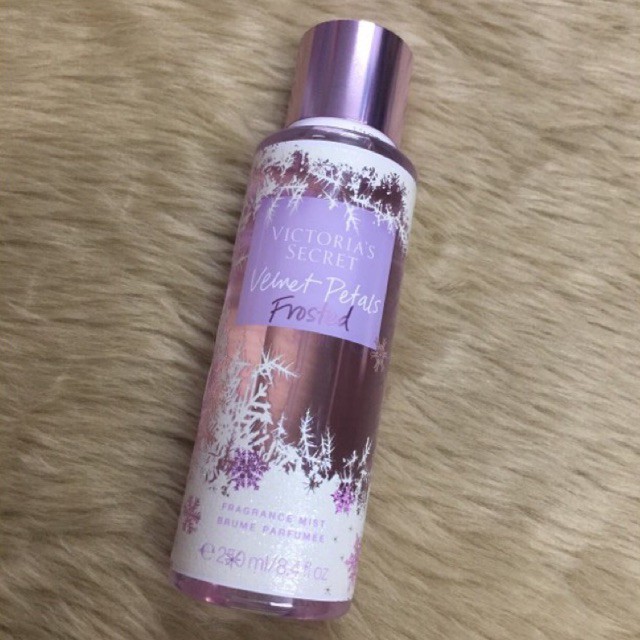 VICTORIA'S
SECRET
Velvet Petals
Frosted
FRAGRANCE MIST
BRUME PARFUMÉE
℮ 250 ml/8.4 fl oz